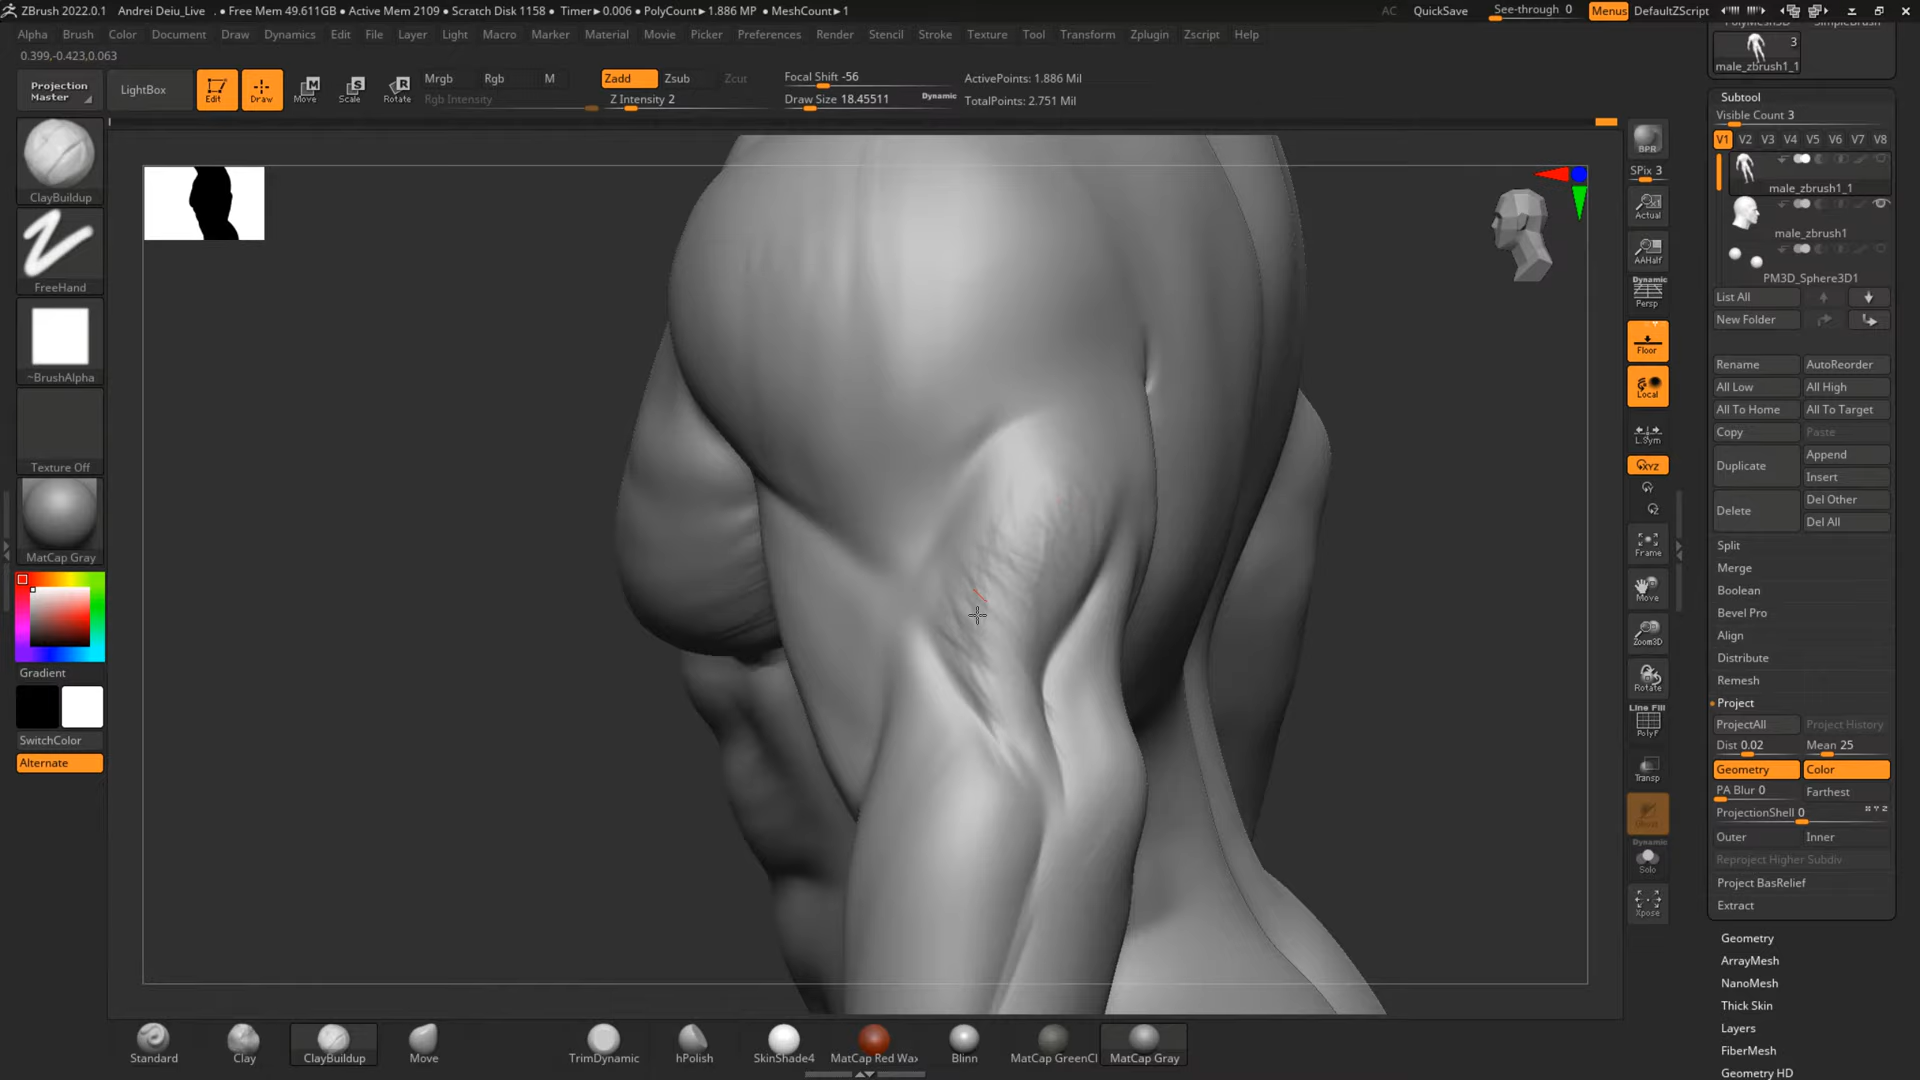 ZBrush 2022.0.1 Andrei Deiu_Live . • Free Mem 49.611GB • Active Mem 2109 • Scratch Disk 1158 • Timer▸0.006 • PolyCount▸1.886 MP • MeshCount▸1 AC QuickSave See-through 0 Menus DefaultZScript
Alpha Brush Color Document Draw Dynamics Edit File Layer Light Macro Marker Material Movie Picker Preferences Render Stencil Stroke Texture Tool Transform Zplugin Zscript Help
0.399,-0.423,0.063
Projection Master
LightBox
Edit
Draw
Move
Scale
Rotate
Mrgb Rgb M
Rgb Intensity
Zadd Zsub Zcut
Z Intensity 2
Focal Shift -56
Draw Size 18.45511 Dynamic
ActivePoints: 1.886 Mil
TotalPoints: 2.751 Mil
ClayBuildup
FreeHand
~BrushAlpha
Texture Off
MatCap Gray
Gradient
SwitchColor
Alternate
BPR
SPix 3
Actual
AAHalf
Dynamic
Persp
Floor
Local
L.Sym
XYZ
Frame
Move
Zoom3D
Rotate
Line Fill
PolyF
Transp
Ghost
Dynamic
Solo
Xpose
PolyMesh3D SimpleBrush
3
male_zbrush1_1
Subtool
Visible Count 3
V1 V2 V3 V4 V5 V6 V7 V8
male_zbrush1_1
male_zbrush1
PM3D_Sphere3D1
List All
New Folder
Rename AutoReorder
All Low All High
All To Home All To Target
Copy Paste
Duplicate Append
Insert
Delete Del Other
Del All
Split
Merge
Boolean
Bevel Pro
Align
Distribute
Remesh
Project
ProjectAll Project History
Dist 0.02 Mean 25
Geometry Color
PA Blur 0 Farthest
ProjectionShell 0
Outer Inner
Reproject Higher Subdiv
Project BasRelief
Extract
Geometry
ArrayMesh
NanoMesh
Thick Skin
Layers
FiberMesh
Geometry HD
Standard Clay ClayBuildup Move TrimDynamic hPolish SkinShade4 MatCap Red Wax Blinn MatCap GreenCl MatCap Gray